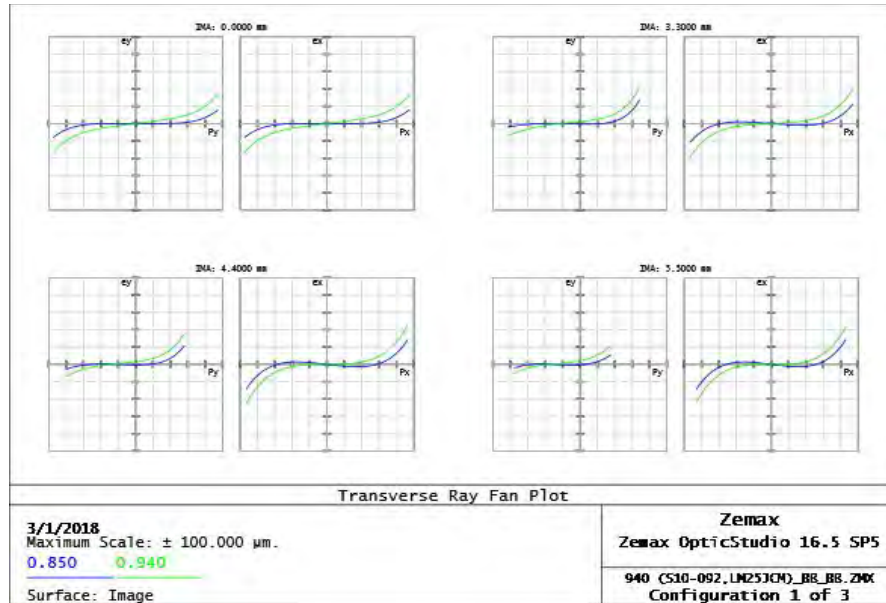 IMA: 0.0000 mm
IMA: 3.3000 mm
ey
ex
ey
ex
Py
Px
Py
Px
IMA: 4.4000 mm
IMA: 5.5000 mm
ey
ex
ey
ex
Py
Px
Py
Px
Transverse Ray Fan Plot
3/1/2018
Maximum Scale: ± 100.000 µm.
0.850 0.940
Surface: Image
Zemax
Zemax OpticStudio 16.5 SP5
940 (S10-092,LM25JCM)_BB_BB.ZMX
Configuration 1 of 3